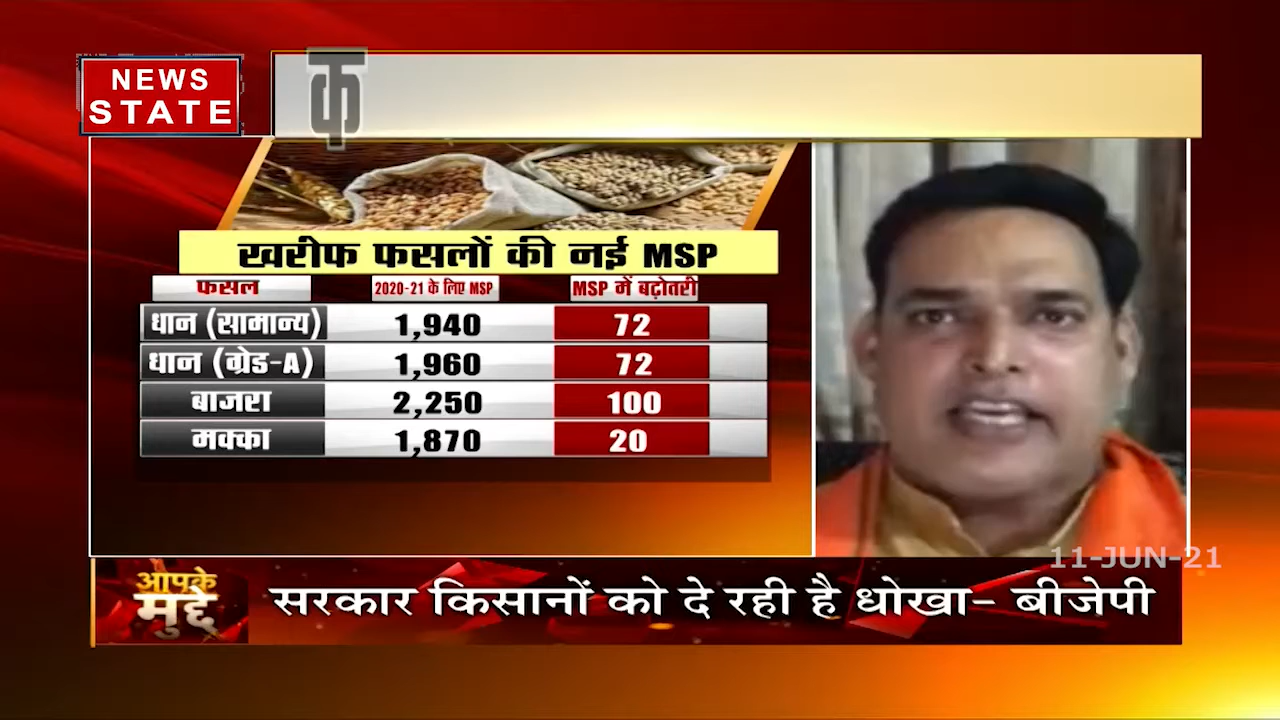 NEWS
STATE
क
खरीफ फसलों की नई MSP
फसल 2020-21 के लिए MSP MSP में बढ़ोतरी
धान (सामान्य) 1,940 72
धान (ग्रेड-A) 1,960 72
बाजरा 2,250 100
मक्का 1,870 20
11-JUN-21
आपके
मुद्दे
सरकार किसानों को दे रही है धोखा- बीजेपी